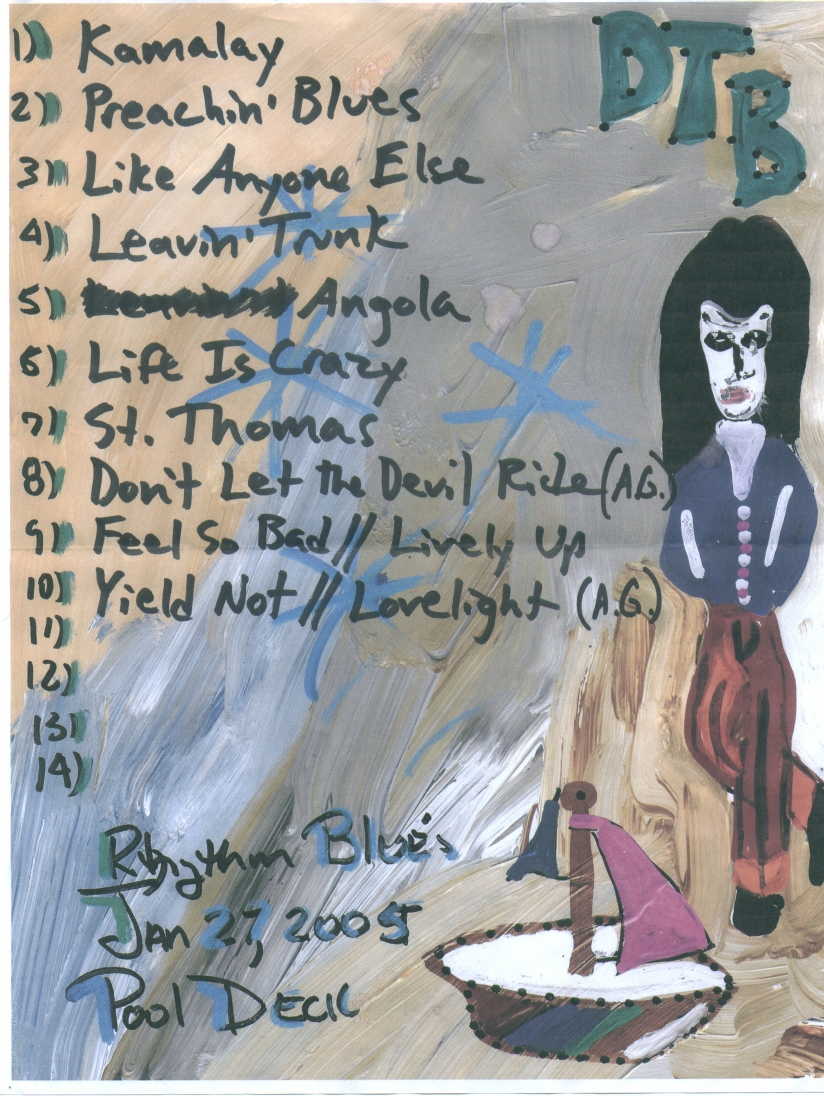 DTB
1) Kamalay
2) Preachin' Blues
3) Like Anyone Else
4) Leavin' Trunk
5) Angola
6) Life Is Crazy
7) St. Thomas
8) Don't Let the Devil Ride (A.G.)
9) Feel So Bad // Lively Up
10) Yield Not // Lovelight (A.G.)
11)
12)
13)
14)
Rhythm Blues
Jan 27, 2005
Pool Deck